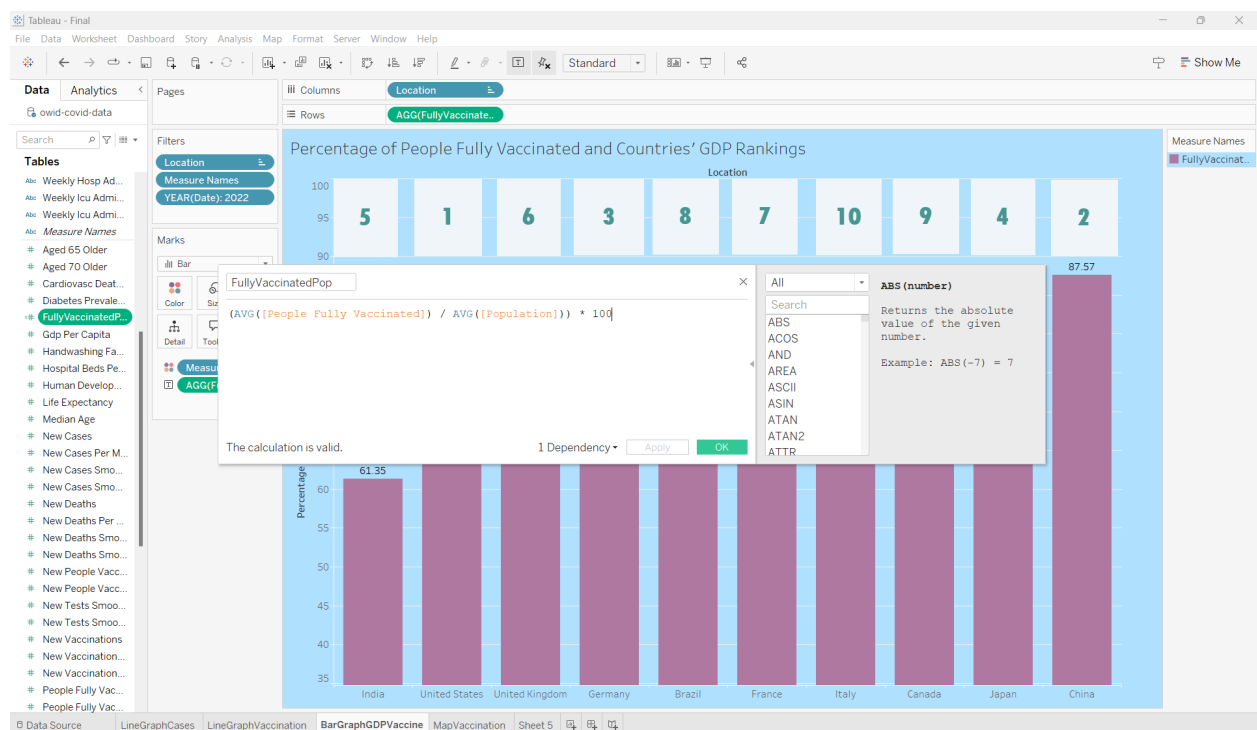 Tableau - Final
File Data Worksheet Dashboard Story Analysis Map Format Server Window Help
Standard
Show Me
Data Analytics
Pages
iii Columns
Location
owid-covid-data
Rows
AGG(FullyVaccinate..
Search
Filters
Tables
Location
Measure Names
YEAR(Date): 2022
Abc Weekly Hosp Ad...
Abc Weekly Icu Admi...
Abc Weekly Icu Admi...
Abc Measure Names
# Aged 65 Older
# Aged 70 Older
# Cardiovasc Deat...
# Diabetes Prevale...
=# FullyVaccinatedP...
# Gdp Per Capita
# Handwashing Fa...
# Hospital Beds Pe...
# Human Develop...
# Life Expectancy
# Median Age
# New Cases
# New Cases Per M...
# New Cases Smo...
# New Cases Smo...
# New Deaths
# New Deaths Per ...
# New Deaths Smo...
# New Deaths Smo...
# New People Vacc...
# New People Vacc...
# New Tests Smoo...
# New Tests Smoo...
# New Vaccinations
# New Vaccination...
# New Vaccination...
# People Fully Vac...
# People Fully Vac...
Marks
Bar
Color
Detail
Measu
AGG(F
Percentage of People Fully Vaccinated and Countries' GDP Rankings
Location
100
95
90
5 1 6 3 8 7 10 9 4 2
87.57
Measure Names
FullyVaccinat..
FullyVaccinatedPop
(AVG([People Fully Vaccinated]) / AVG([Population])) * 100
The calculation is valid.
1 Dependency
Apply
OK
All
Search
ABS
ACOS
AND
AREA
ASCII
ASIN
ATAN
ATAN2
ATTR
ABS(number)
Returns the absolute
value of the given
number.
Example: ABS(-7) = 7
61.35
Percentage
60
55
50
45
40
35
India United States United Kingdom Germany Brazil France Italy Canada Japan China
Data Source LineGraphCases LineGraphVaccination BarGraphGDPVaccine MapVaccination Sheet 5